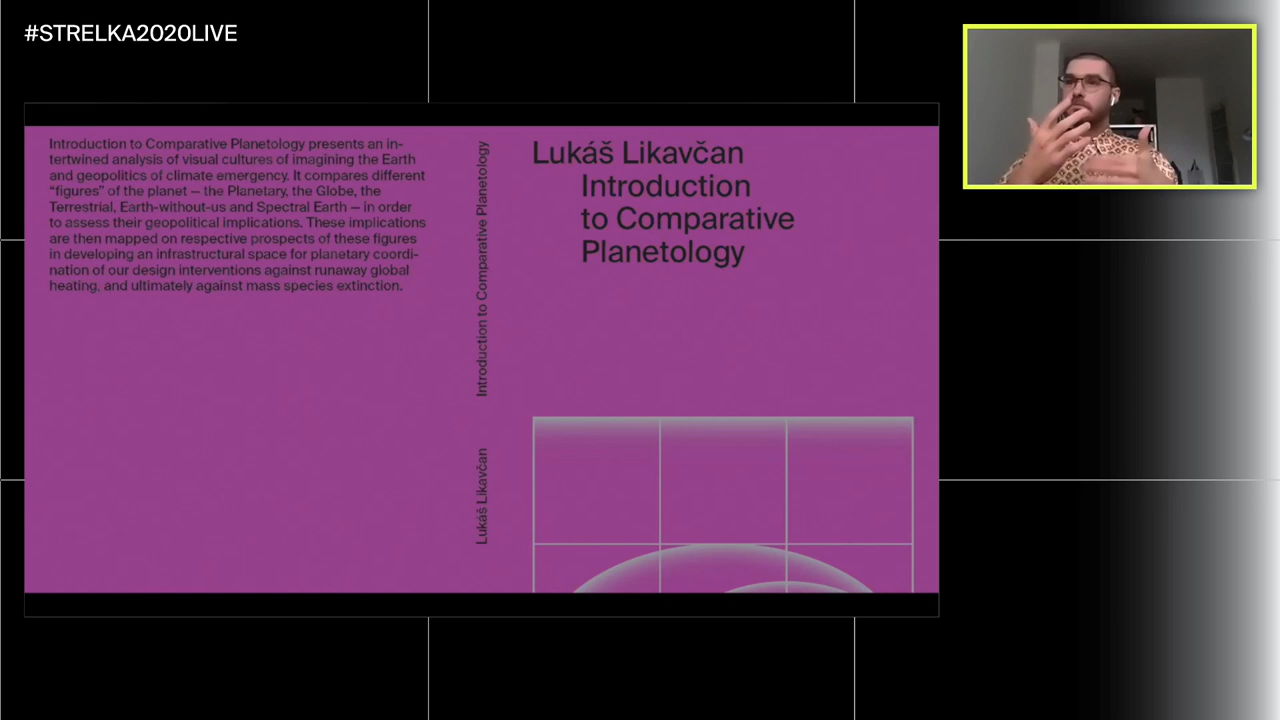 #STRELKA2020LIVE
Introduction to Comparative Planetology presents an in-
tertwined analysis of visual cultures of imagining the Earth
and geopolitics of climate emergency. It compares different
“figures” of the planet — the Planetary, the Globe, the
Terrestrial, Earth-without-us and Spectral Earth — in order
to assess their geopolitical implications. These implications
are then mapped on respective prospects of these figures
in developing an infrastructural space for planetary coordi-
nation of our design interventions against runaway global
heating, and ultimately against mass species extinction.
Lukáš Likavčan
Introduction to Comparative Planetology
Lukáš Likavčan
Introduction
to Comparative
Planetology